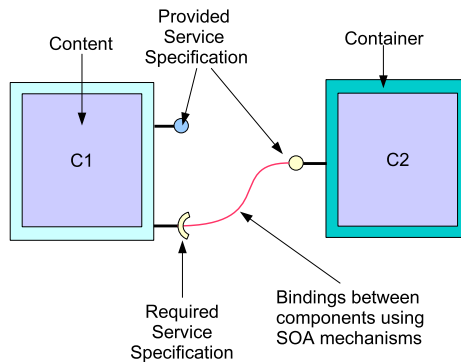 Provided
Service
Specification
Content
Container
C1
C2
Required
Service
Specification
Bindings between
components using
SOA mechanisms